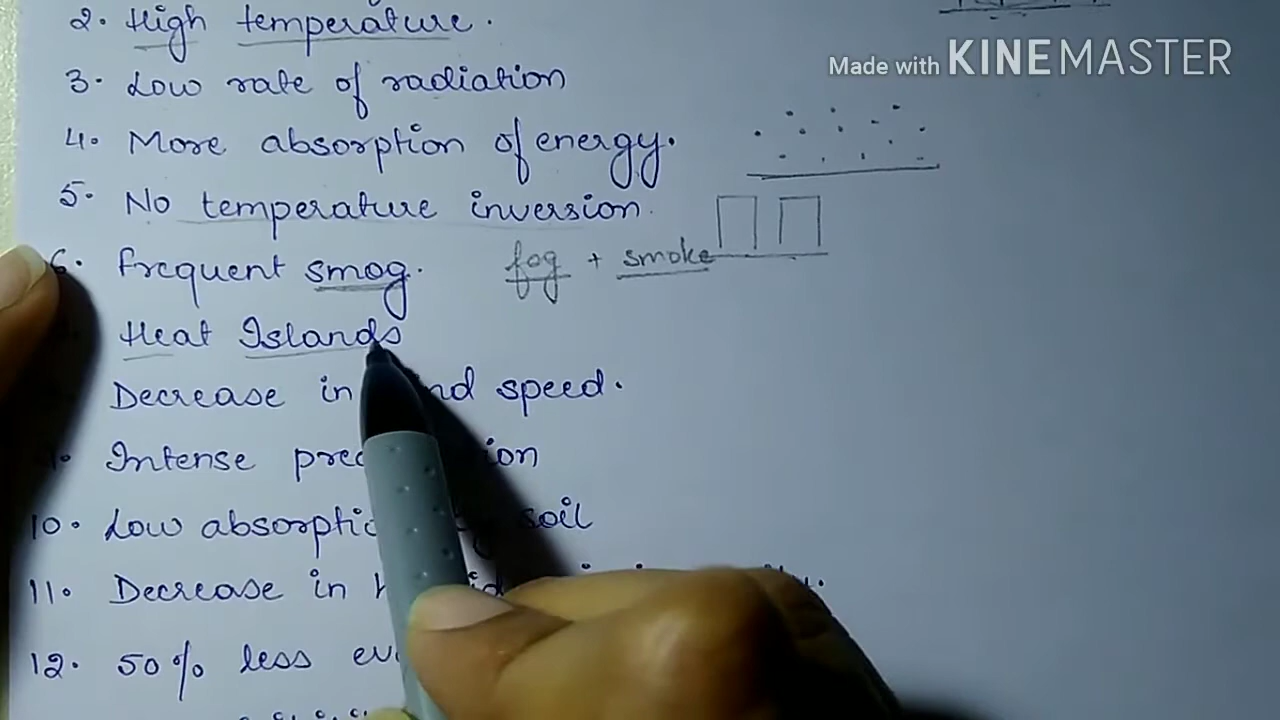 2. High temperature.
Made with KINEMASTER
3. Low rate of radiation
4. More absorption of energy.
5. No temperature inversion.
6. Frequent smog. fog + smoke
Heat Islands
Decrease in speed.
9. Intense
10. Low by soil
11. Decrease in
12. 50% less